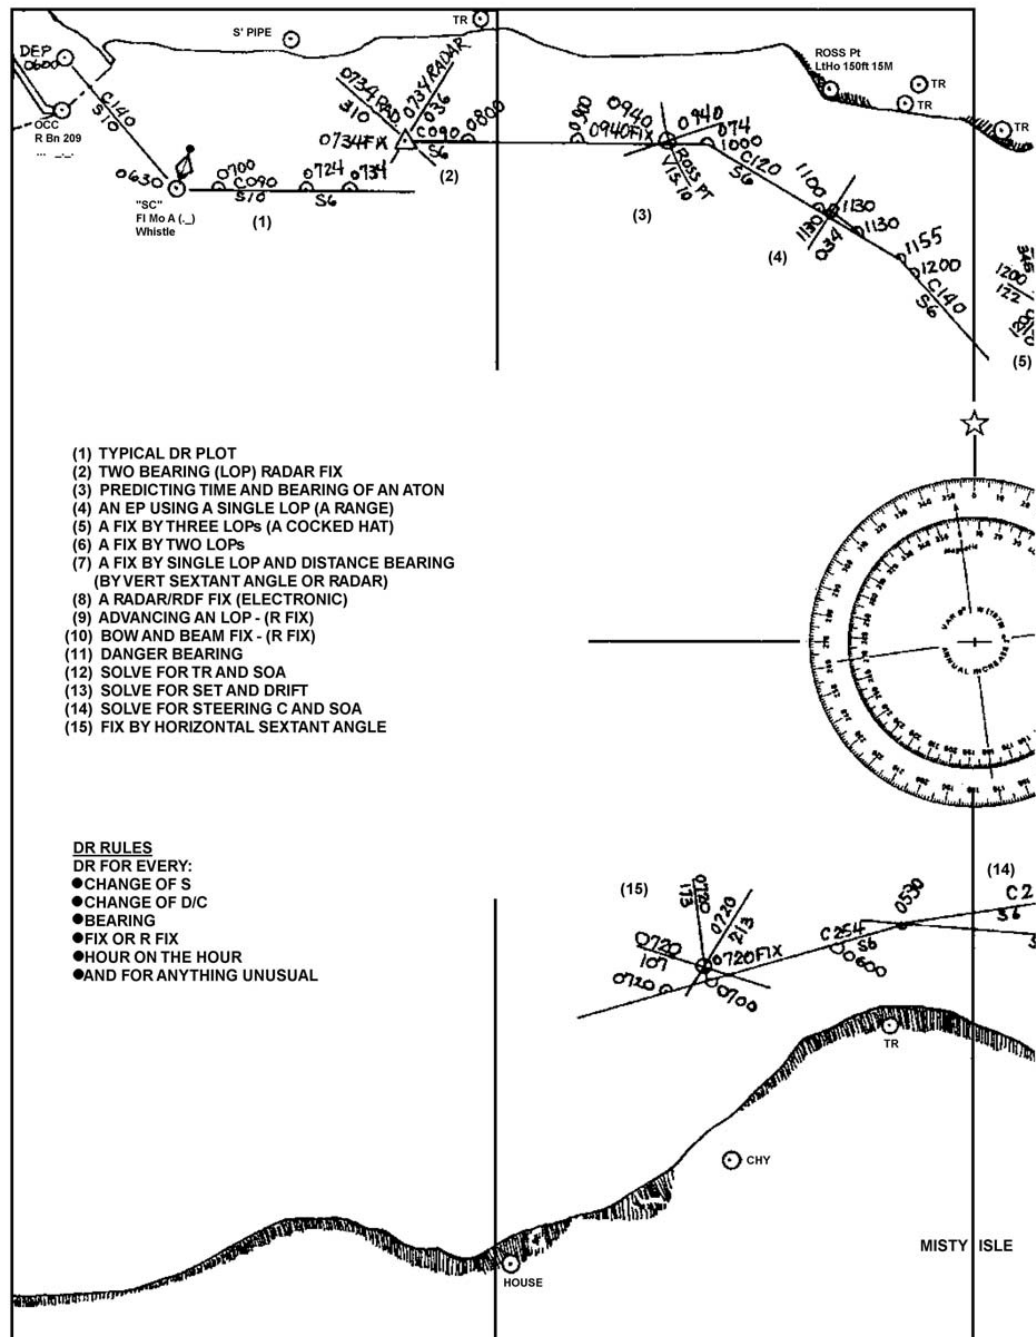 TR
S' PIPE
DEP
0600
ROSS Pt
LtHo 150ft 15M
TR
TR
TR
OCC
R Bn 209
... _._.
C140
S10
0630
"SC"
Fl Mo A (._)
Whistle
0700
C090
S10
0724
S6
0734
(1)
0734 RAD
310
0734 RADAR
036
0734FIX
C090
S6
0800
(2)
0900
0940
0940FIX
0940
074
1000
ROSS PT
VIS.10
(3)
C120
S6
1100
1130
1130
034
1130
(4)
1155
1200
C140
S6
345
1200
122
(5)
(1) TYPICAL DR PLOT
(2) TWO BEARING (LOP) RADAR FIX
(3) PREDICTING TIME AND BEARING OF AN ATON
(4) AN EP USING A SINGLE LOP (A RANGE)
(5) A FIX BY THREE LOPs (A COCKED HAT)
(6) A FIX BY TWO LOPs
(7) A FIX BY SINGLE LOP AND DISTANCE BEARING
(BY VERT SEXTANT ANGLE OR RADAR)
(8) A RADAR/RDF FIX (ELECTRONIC)
(9) ADVANCING AN LOP - (R FIX)
(10) BOW AND BEAM FIX - (R FIX)
(11) DANGER BEARING
(12) SOLVE FOR TR AND SOA
(13) SOLVE FOR SET AND DRIFT
(14) SOLVE FOR STEERING C AND SOA
(15) FIX BY HORIZONTAL SEXTANT ANGLE
Magnetic
ANNUAL INCREASE
DR RULES
DR FOR EVERY:
●CHANGE OF S
●CHANGE OF D/C
●BEARING
●FIX OR R FIX
●HOUR ON THE HOUR
●AND FOR ANYTHING UNUSUAL
(14)
(15)
0720
173
0720
213
0720
107
0720FIX
0720
0700
C254
S6
0600
0530
C2
S6
S
TR
CHY
HOUSE
MISTY ISLE